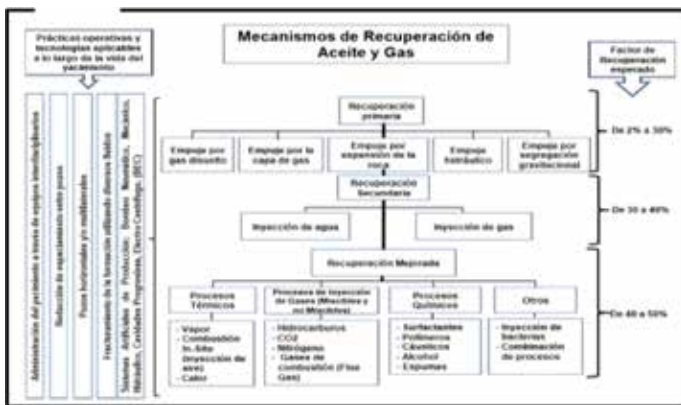 Prácticas operativas y
tecnologías aplicables
a lo largo de la vida del
yacimiento
Mecanismos de Recuperación de
Aceite y Gas
Factor de
Recuperación
esperado
Administración del yacimiento a través de equipos interdisciplinarios
Reducción de espaciamiento entre pozos
Pozos horizontales y/o multilaterales
Fracturamiento de la formación utilizando diversos fluidos
Sistemas Artificiales de Producción: Bombeo Neumático, Mecánico,
Hidráulico, Cavidades Progresivas, Electro Centrífugo, (BEC)
Recuperación
primaria
Empuje por
gas disuelto
Empuje por la
capa de gas
Empuje por
expansión de la
roca
Empuje
hidráulico
Empuje por
segregación
gravitacional
De 2% a 30%
Recuperación
Secundaria
Inyección de agua
Inyección de gas
De 30 a 40%
Recuperación Mejorada
Procesos
Térmicos
Procesos de Inyección de
Gases (Miscibles y
no Miscibles)
Procesos
Químicos
Otros
- Vapor
- Combustión
In-Situ
(Inyección de
aire)
- Calor
- Hidrocarburos
- CO2
- Nitrógeno
- Gases de
combustión (Flue
Gas)
- Surfactantes
- Polímeros
- Cáusticos
- Alcohol
- Espumas
- Inyección de
bacterias
- Combinación
de procesos
De 40 a 50%